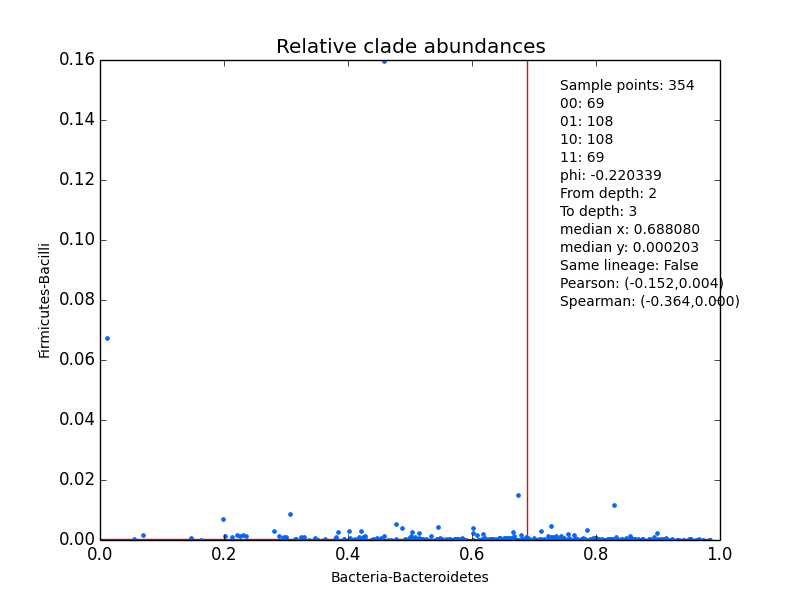 Relative clade abundances
0.16
0.14
0.12
0.10
0.08
0.06
0.04
0.02
0.00
Firmicutes-Bacilli
Sample points: 354
00: 69
01: 108
10: 108
11: 69
phi: -0.220339
From depth: 2
To depth: 3
median x: 0.688080
median y: 0.000203
Same lineage: False
Pearson: (-0.152,0.004)
Spearman: (-0.364,0.000)
0.0 0.2 0.4 0.6 0.8 1.0
Bacteria-Bacteroidetes